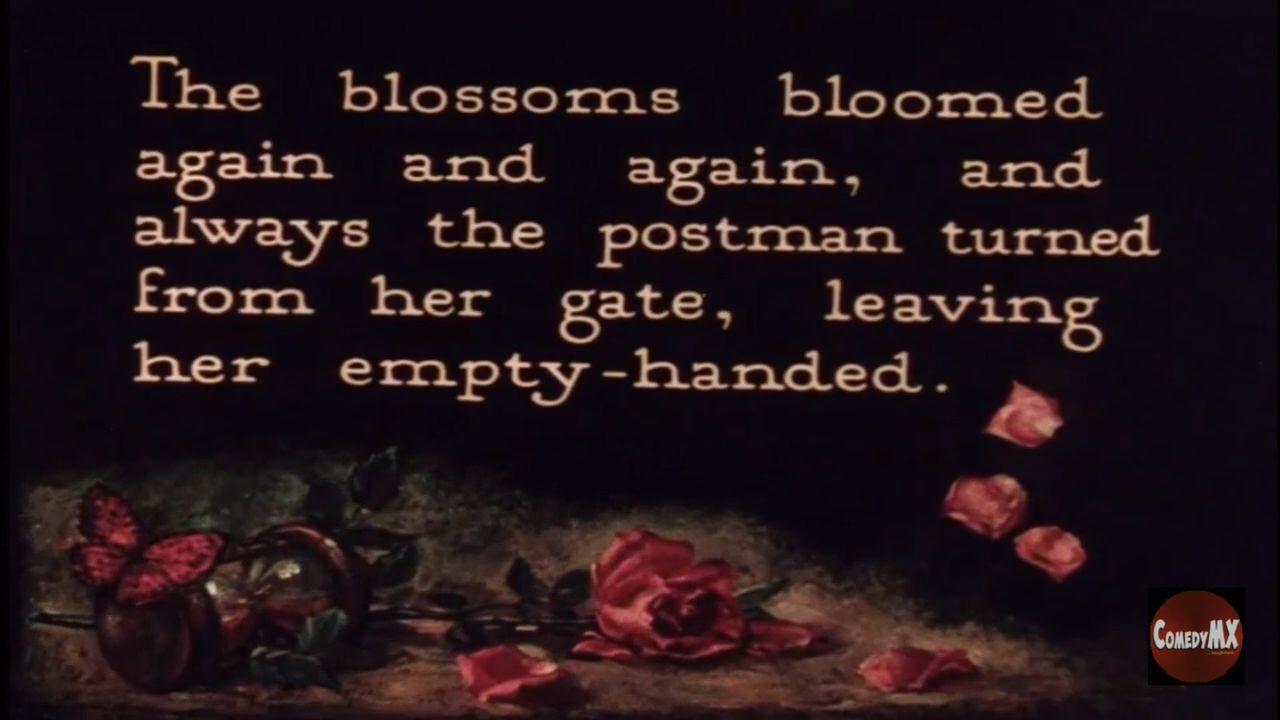 The blossoms bloomed
again and again, and
always the postman turned
from her gate, leaving
her empty-handed.
COMEDYMX